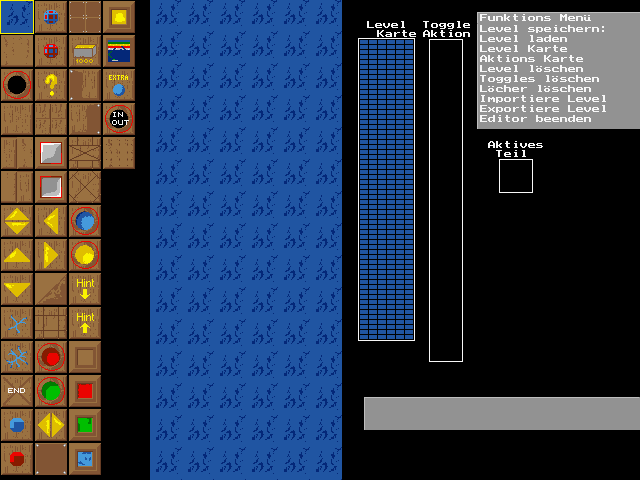 Level
Karte
Toggle
Aktion
Funktions Menü
Level speichern:
Level laden
Level Karte
Aktions Karte
Level löschen
Toggles löschen
Löcher löschen
Importiere Level
Exportiere Level
Editor beenden
Aktives
Teil
1000
?
EXTRA
IN
OUT
Hint
Hint
END